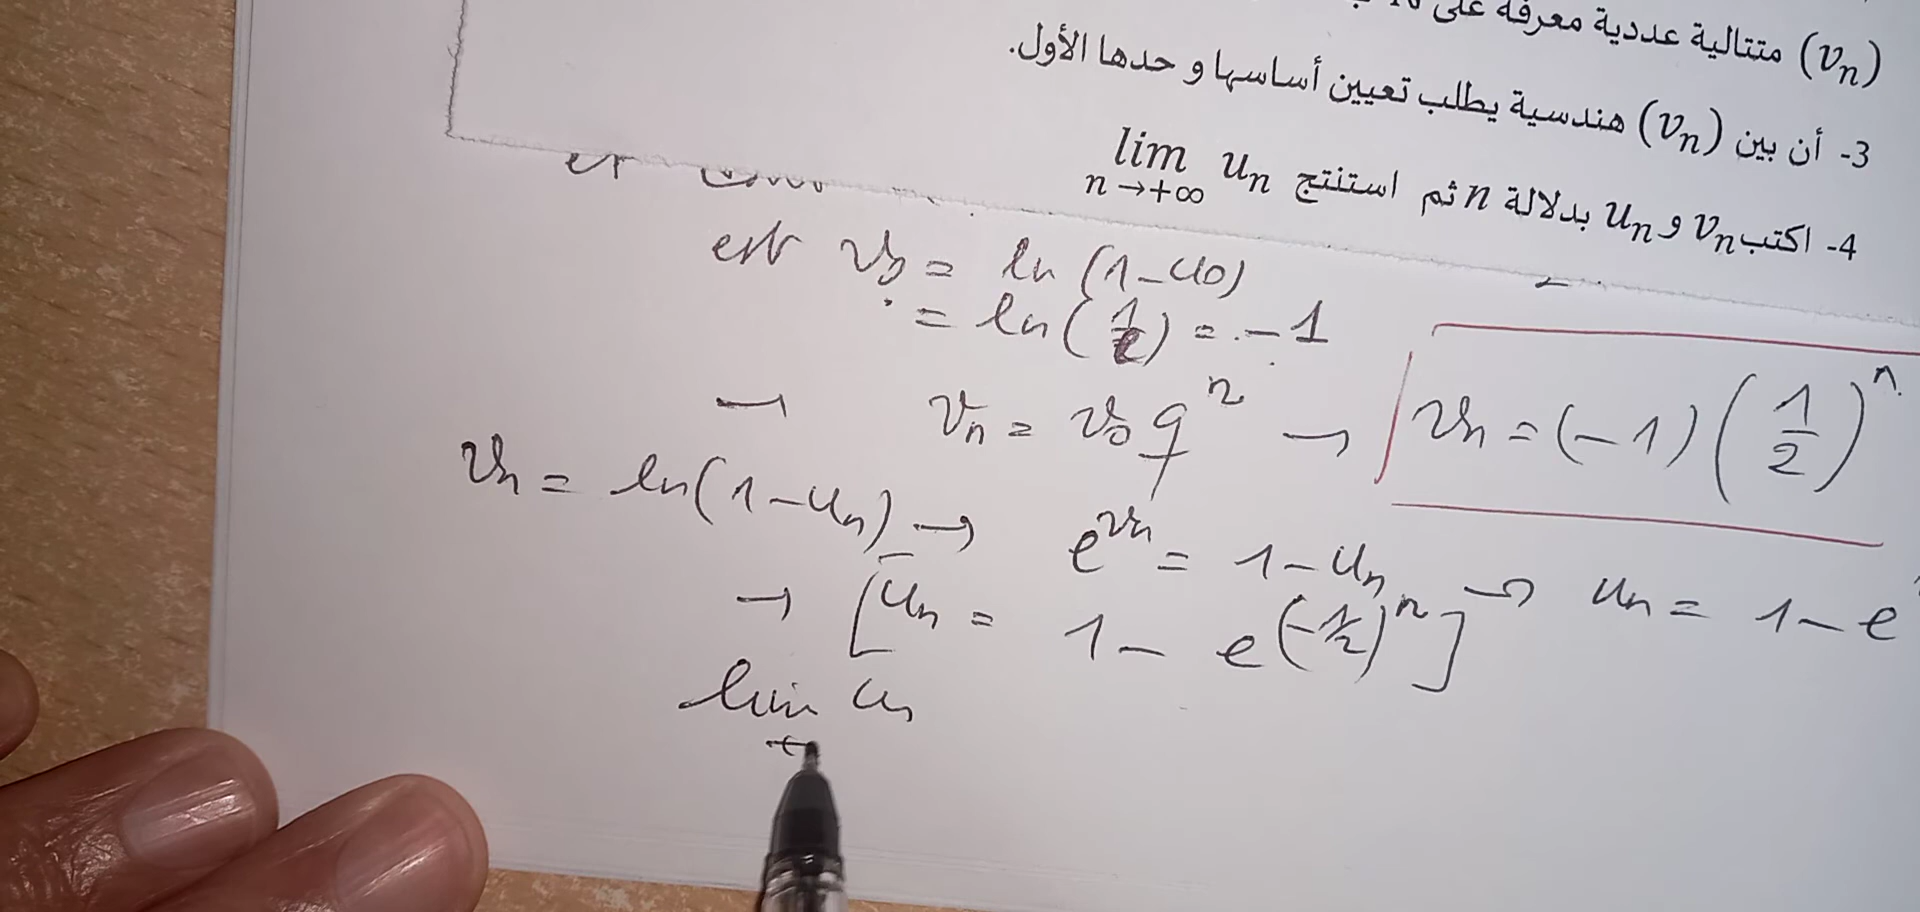 (vn) متتالية عددية معرفة على
3- أن بين (vn) هندسية يطلب تعيين أساسها و حدها الأول.
4- اكتب vn و un بدلالة n ثم استنتج lim un n→+∞
est v0 = ln (1-u0)
= ln(1/e) = -1
→ vn = v0 q^n → vn = (-1)(1/2)^n
vn = ln(1-un) → e^vn = 1-un → un = 1-e
→ [un = 1-e^(-1/2)^n]
lim un
+